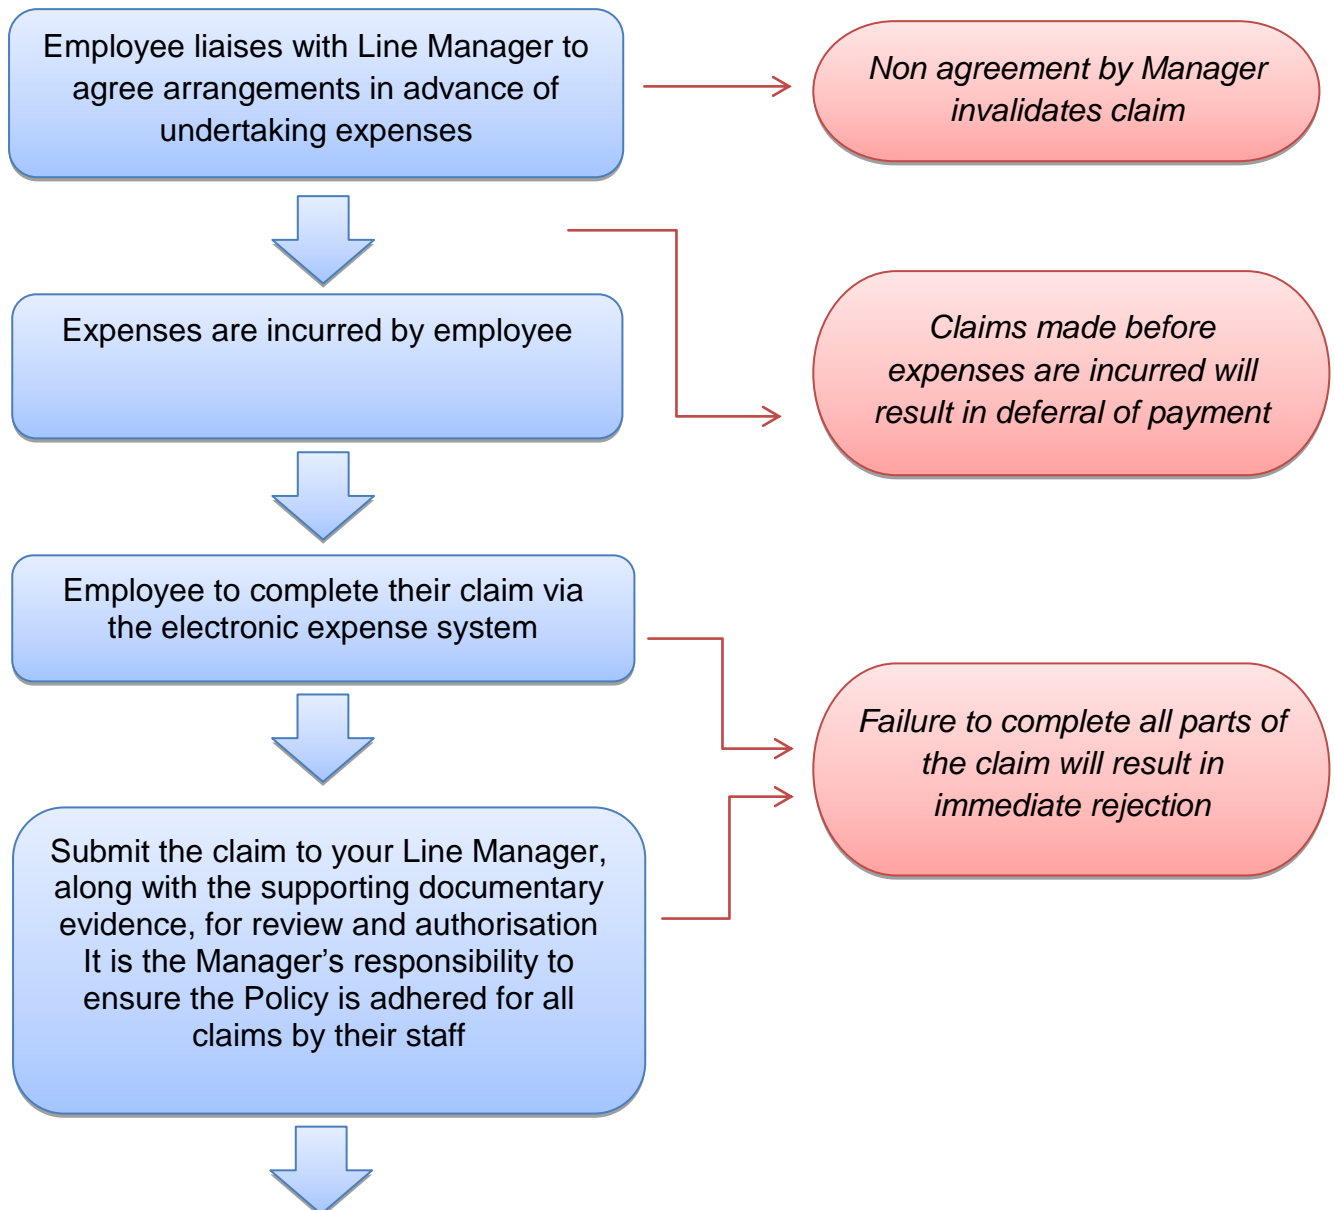 Employee liaises with Line Manager to
agree arrangements in advance of
undertaking expenses
Non agreement by Manager
invalidates claim
Expenses are incurred by employee
Claims made before
expenses are incurred will
result in deferral of payment
Employee to complete their claim via
the electronic expense system
Failure to complete all parts of
the claim will result in
immediate rejection
Submit the claim to your Line Manager,
along with the supporting documentary
evidence, for review and authorisation
It is the Manager’s responsibility to
ensure the Policy is adhered for all
claims by their staff